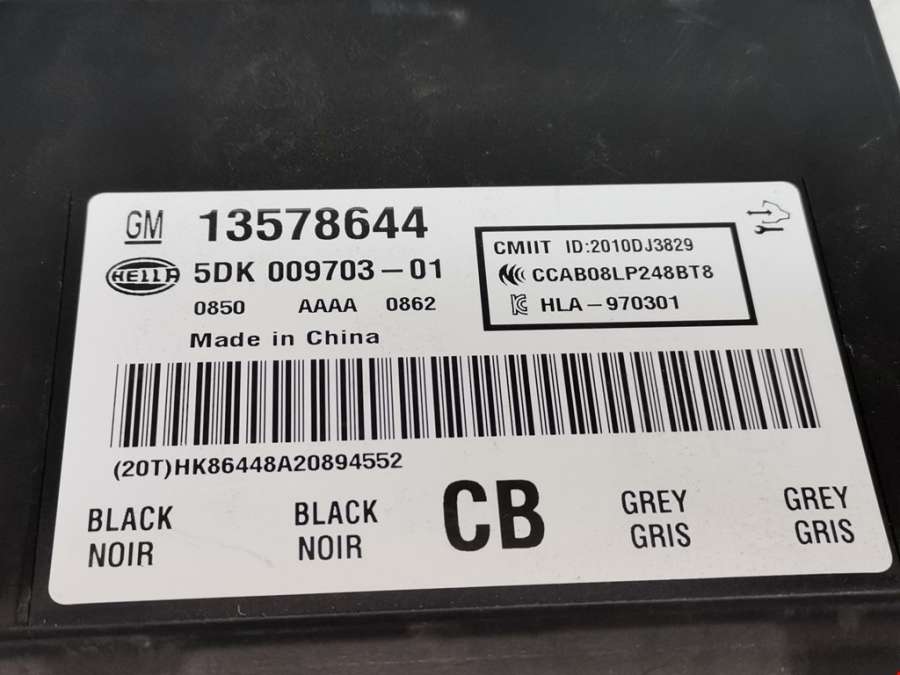 GM 13578644
HELLA 5DK 009703-01
0850 AAAA 0862
Made in China
CMIIT ID:2010DJ3829
CCAB08LP248BT8
HLA-970301
(20T)HK86448A20894552
BLACK BLACK CB GREY GREY
NOIR NOIR GRIS GRIS